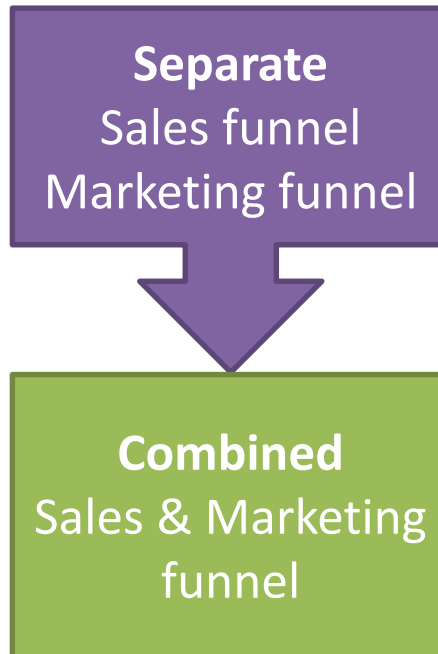 Separate
Sales funnel
Marketing funnel
Combined
Sales & Marketing
funnel